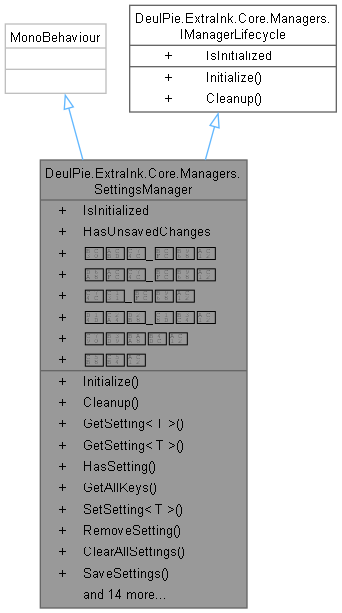 MonoBehaviour
DeulPie.ExtraInk.Core.Managers.
IManagerLifecycle
+ IsInitialized
+ Initialize()
+ Cleanup()
DeulPie.ExtraInk.Core.Managers.
SettingsManager
+ IsInitialized
+ HasUnsavedChanges
+
+
+
+
+
+
+ Initialize()
+ Cleanup()
+ GetSetting< T >()
+ GetSetting< T >()
+ HasSetting()
+ GetAllKeys()
+ SetSetting< T >()
+ RemoveSetting()
+ ClearAllSettings()
+ SaveSettings()
and 14 more...